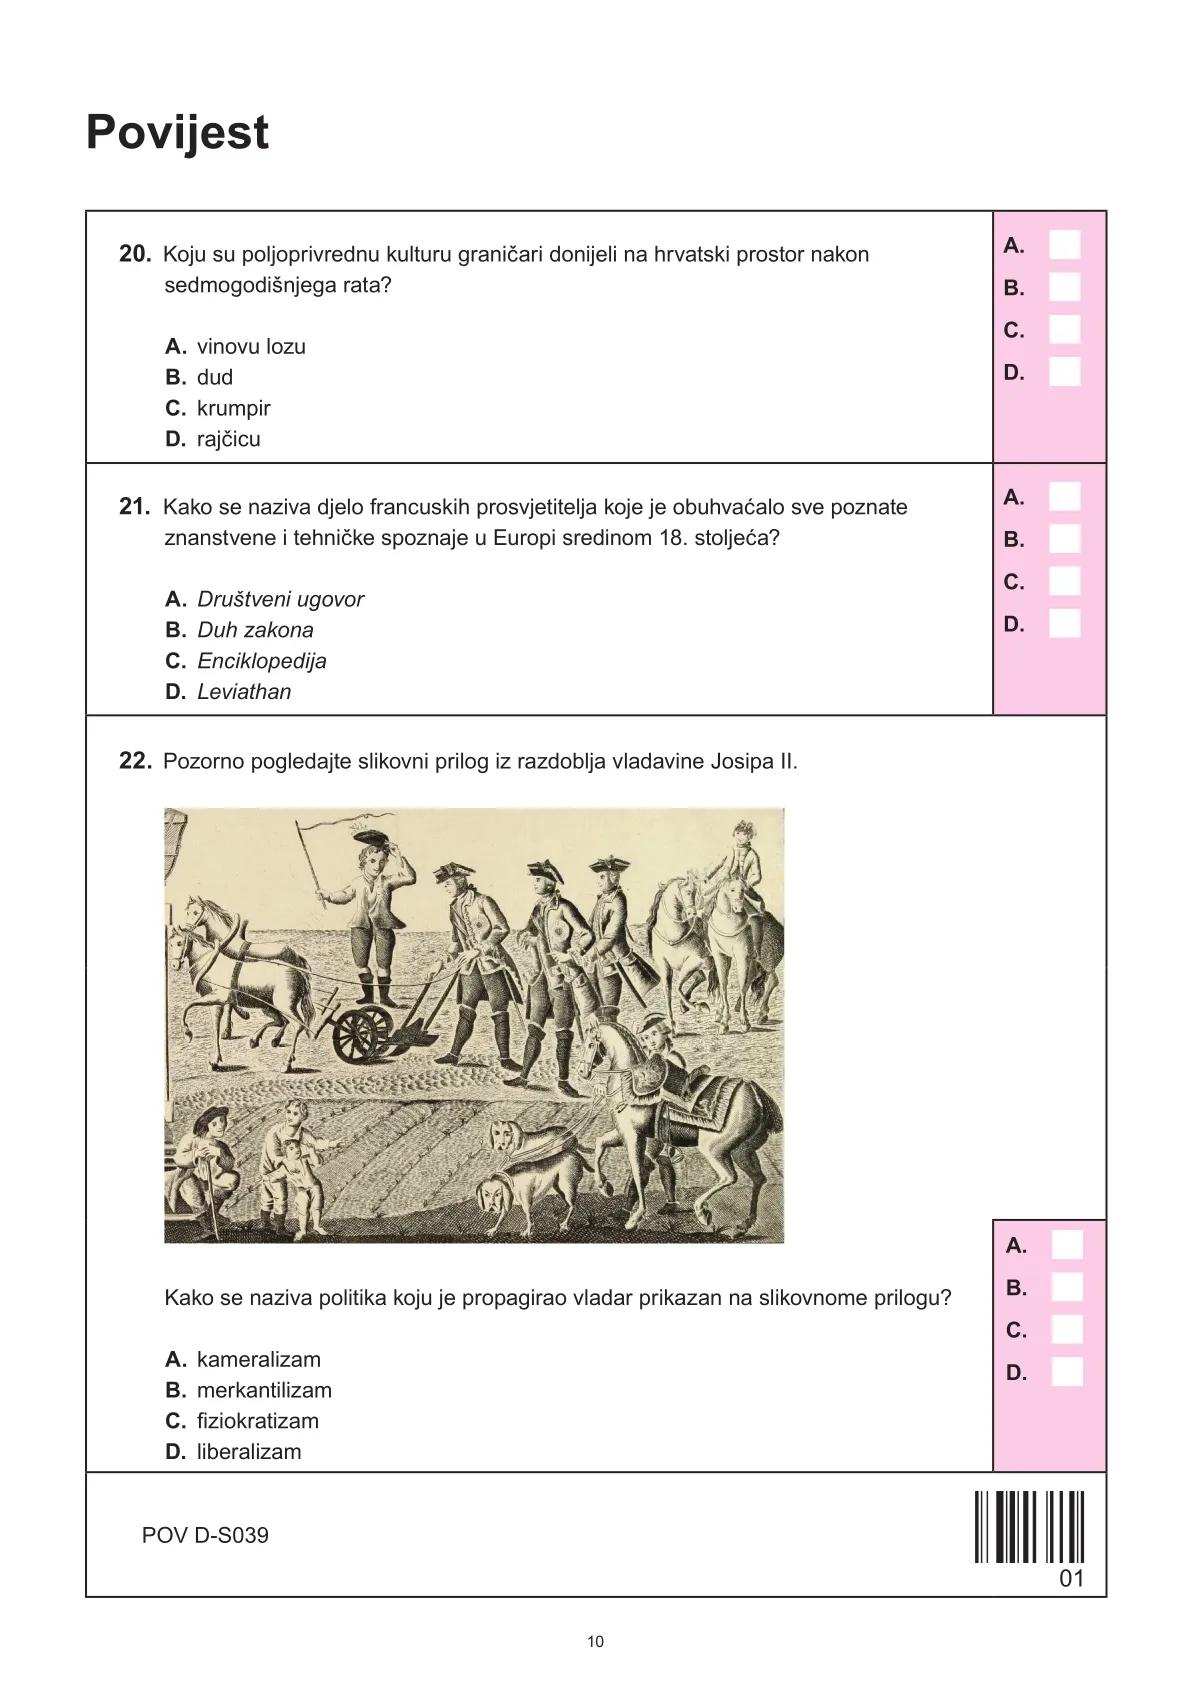 Povijest
20. Koju su poljoprivrednu kulturu graničari donijeli na hrvatski prostor nakon
sedmogodišnjega rata?
A. vinovu lozu
B. dud
C. krumpir
D. rajčicu
A.
B.
C.
D.
21. Kako se naziva djelo francuskih prosvjetitelja koje je obuhvaćalo sve poznate
znanstvene i tehničke spoznaje u Europi sredinom 18. stoljeća?
A. Društveni ugovor
B. Duh zakona
C. Enciklopedija
D. Leviathan
A.
B.
C.
D.
22. Pozorno pogledajte slikovni prilog iz razdoblja vladavine Josipa II.
Kako se naziva politika koju je propagirao vladar prikazan na slikovnome prilogu?
A. kameralizam
B. merkantilizam
C. fiziokratizam
D. liberalizam
A.
B.
C.
D.
POV D-S039
01
10